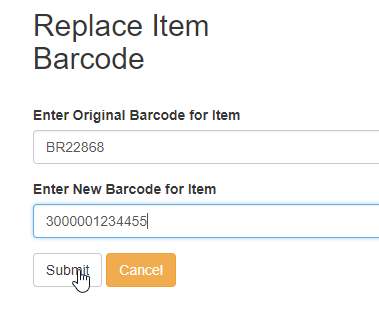 Replace Item
Barcode
Enter Original Barcode for Item
BR22868
Enter New Barcode for Item
3000001234455
Submit Cancel